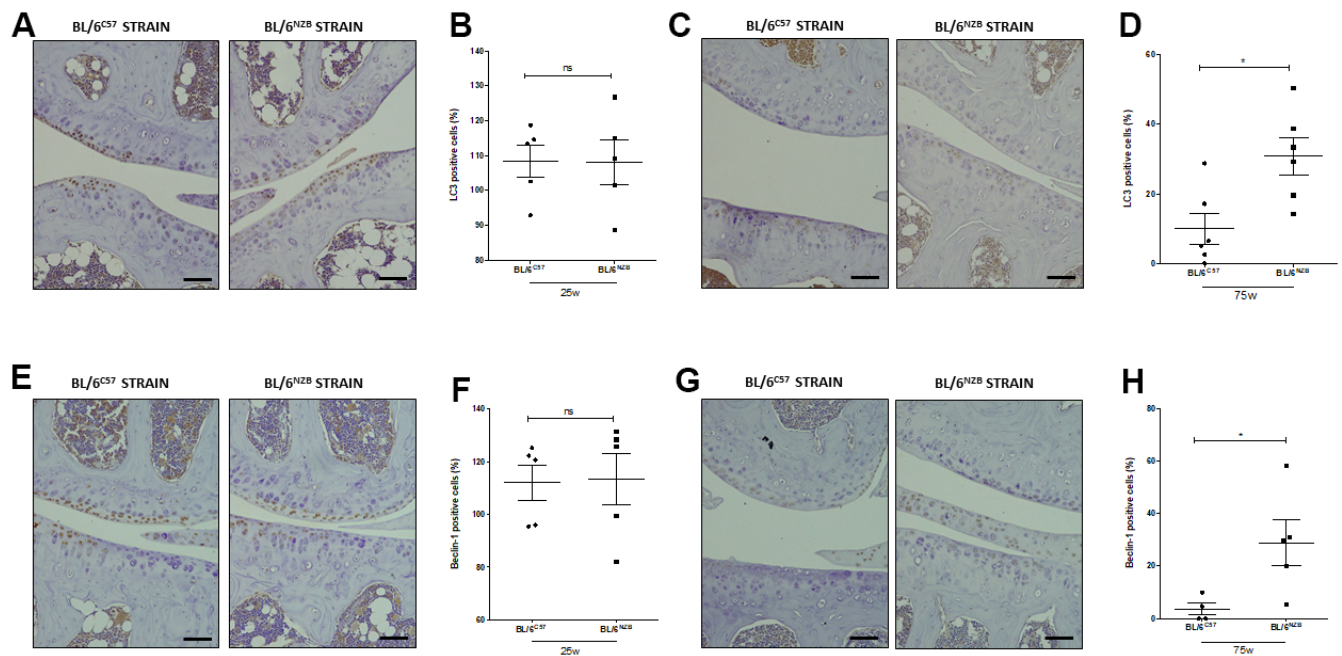 A
BL/6C57 STRAIN
BL/6NZB STRAIN
B
140
130
120
110
100
90
80
LC3 positive cells (%)
ns
BL/6C57
BL/6NZB
25w
C
BL/6C57 STRAIN
BL/6NZB STRAIN
D
60
40
20
0
LC3 positive cells (%)
*
BL/6C57
BL/6NZB
75w
E
BL/6C57 STRAIN
BL/6NZB STRAIN
F
140
120
100
80
60
Beclin-1 positive cells (%)
ns
BL/6C57
BL/6NZB
25w
G
BL/6C57 STRAIN
BL/6NZB STRAIN
H
80
60
40
20
0
Beclin-1 positive cells (%)
*
BL/6C57
BL/6NZB
75w